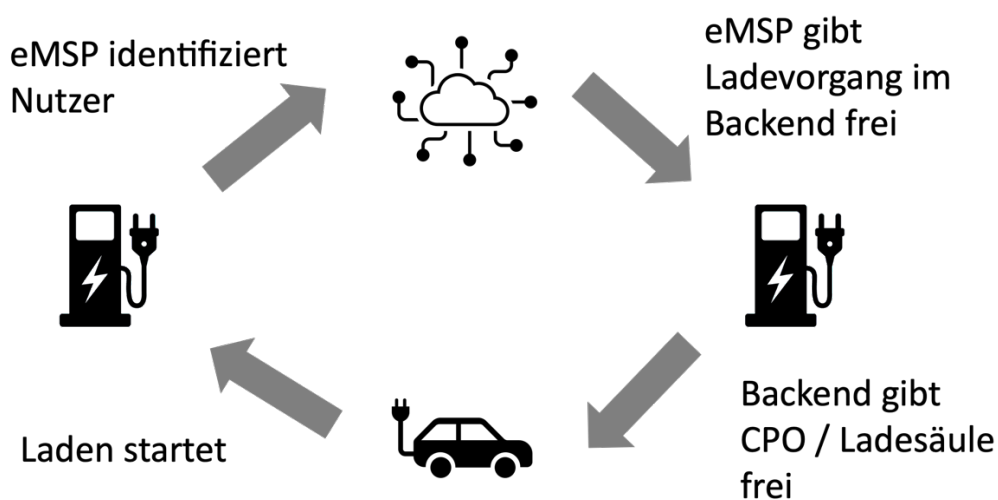 eMSP identifiziert
Nutzer
eMSP gibt
Ladevorgang im
Backend frei
Backend gibt
CPO / Ladesäule
frei
Laden startet